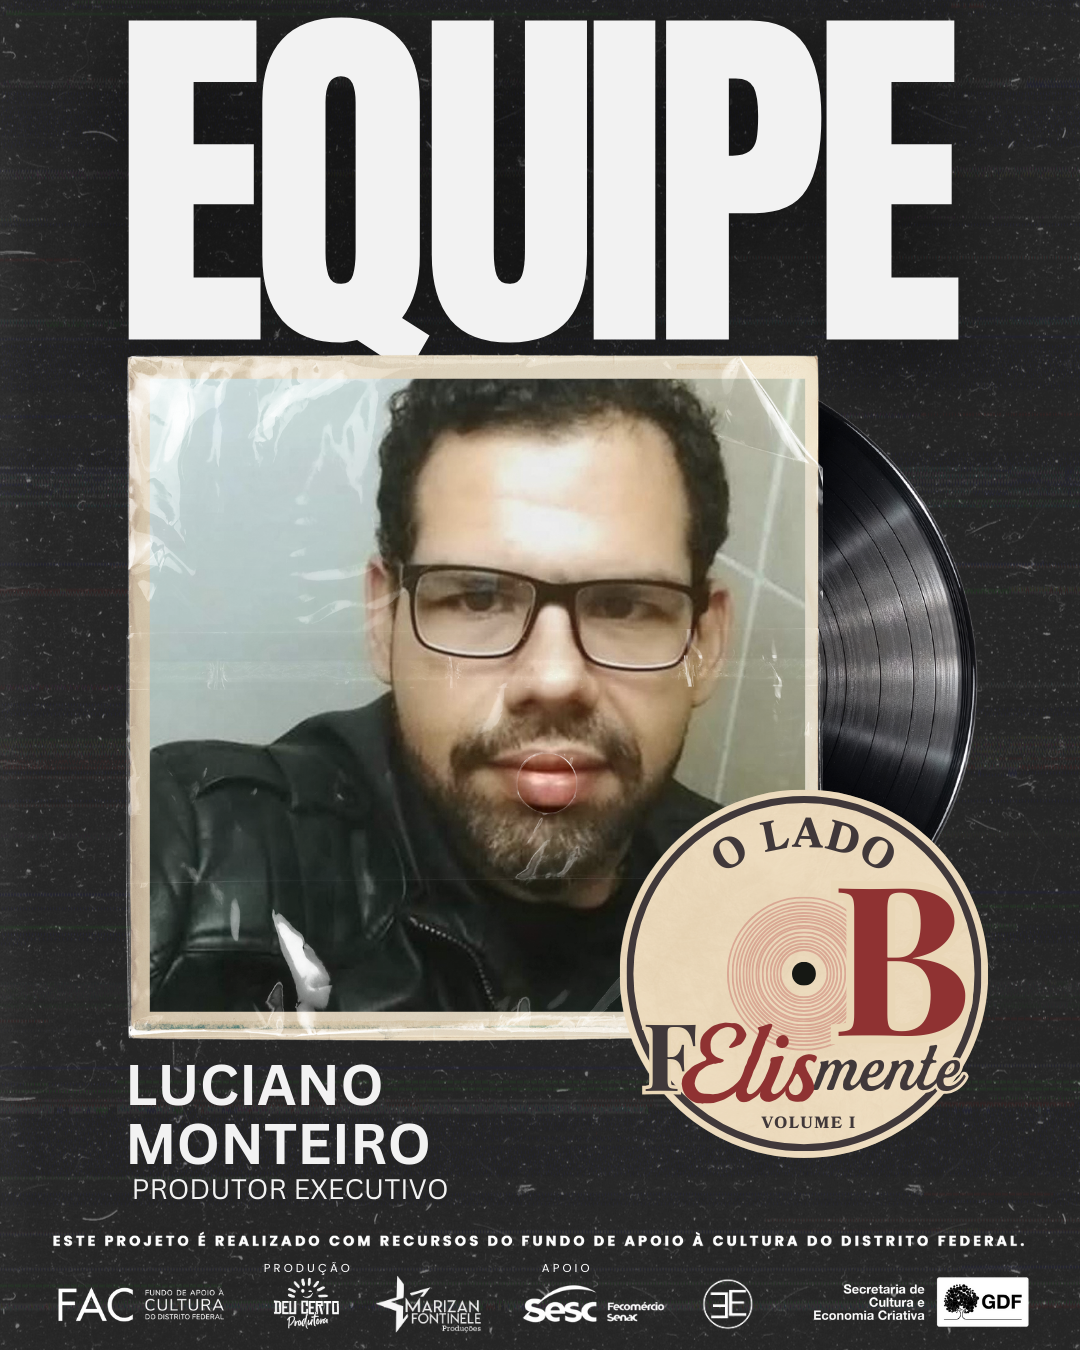 EQUIPE
O LADO
B
FElismente
VOLUME I
LUCIANO
MONTEIRO
PRODUTOR EXECUTIVO
ESTE PROJETO É REALIZADO COM RECURSOS DO FUNDO DE APOIO À CULTURA DO DISTRITO FEDERAL.
PRODUÇÃO
APOIO
FAC
FUNDO DE APOIO À
CULTURA
DO DISTRITO FEDERAL
DEU CERTO
Produtora
MARIZAN
FONTINELE
Produções
Sesc
Fecomércio
Senac
Secretaria de
Cultura e
Economia Criativa
GDF